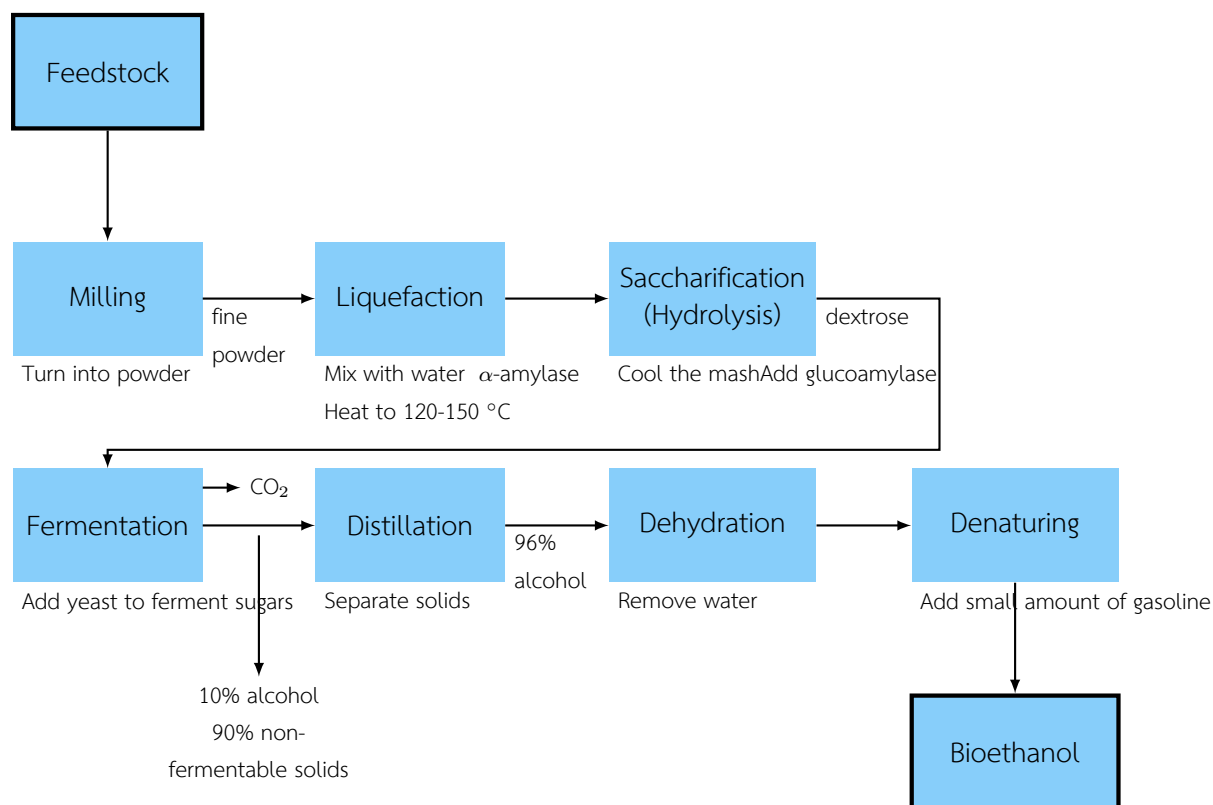 Feedstock
Milling
fine
powder
Turn into powder
Liquefaction
Mix with water α-amylase
Heat to 120-150 °C
Saccharification
(Hydrolysis)
dextrose
Cool the mashAdd glucoamylase
Fermentation
CO₂
Add yeast to ferment sugars
10% alcohol
90% non-
fermentable solids
Distillation
96%
alcohol
Separate solids
Dehydration
Remove water
Denaturing
Add small amount of gasoline
Bioethanol